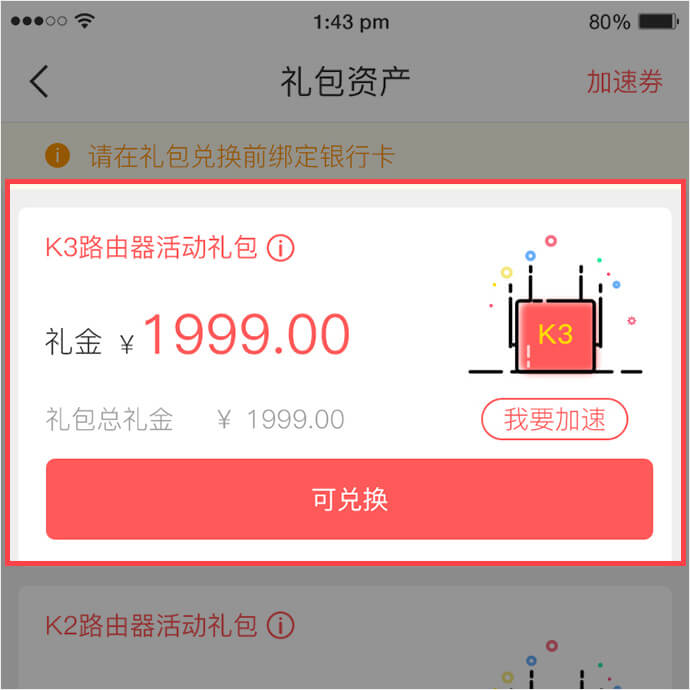 1:43 pm 80%
礼包资产 加速券
请在礼包兑换前绑定银行卡
K3路由器活动礼包
K3
礼金 ¥ 1999.00
礼包总礼金 ¥ 1999.00 我要加速
可兑换
K2路由器活动礼包